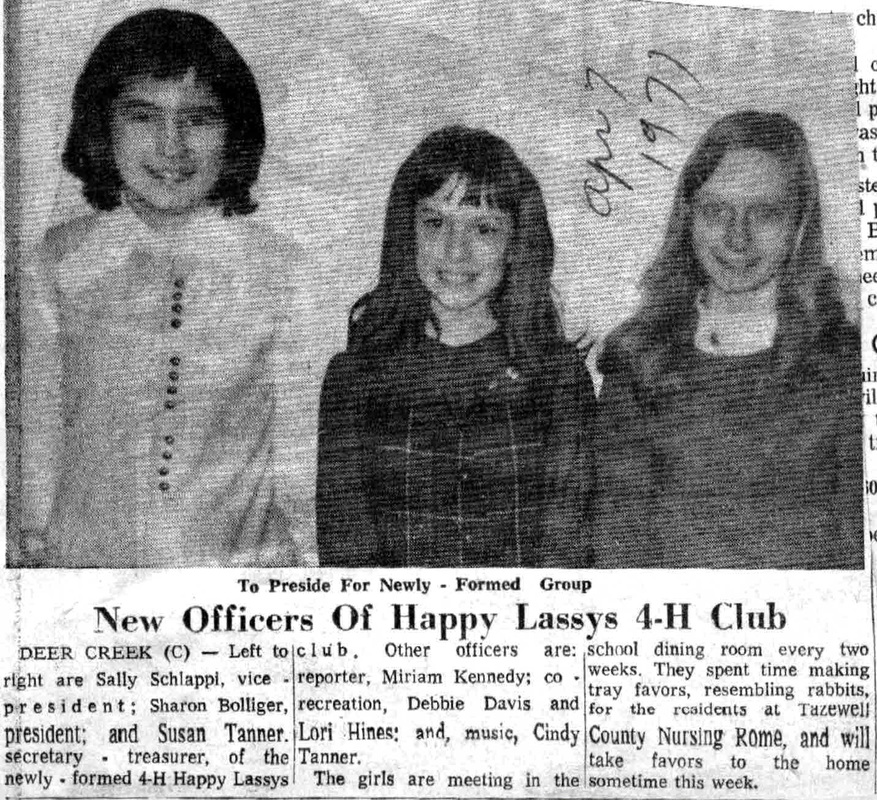 apr 7
1971
To Preside For Newly - Formed Group
New Officers Of Happy Lassys 4-H Club
DEER CREEK (C) — Left to
right are Sally Schlappi, vice -
president; Sharon Bolliger,
president; and Susan Tanner.
secretary - treasurer, of the
newly - formed 4-H Happy Lassys
club. Other officers are:
reporter, Miriam Kennedy; co -
recreation, Debbie Davis and
Lori Hines; and, music, Cindy
Tanner.
The girls are meeting in the
school dining room every two
weeks. They spent time making
tray favors, resembling rabbits,
for the residents at Tazewell
County Nursing Rome, and will
take favors to the home
sometime this week.